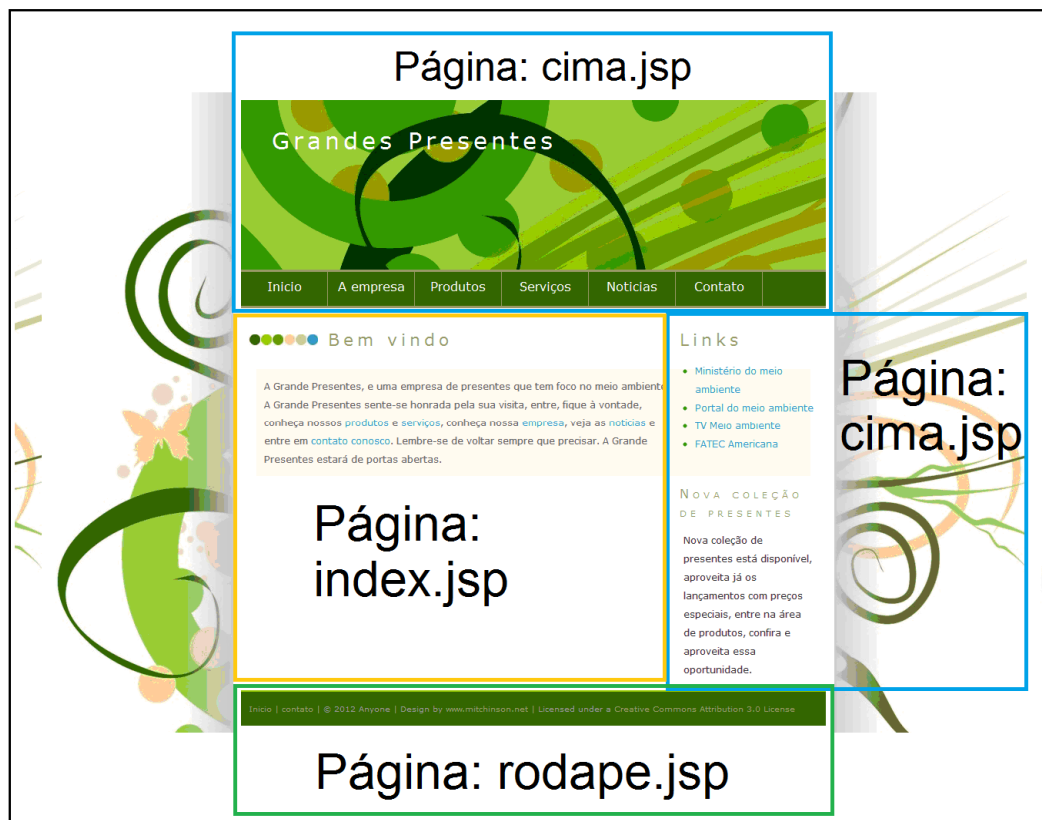 Página: cima.jsp
Grandes Presentes
Inicio
A empresa
Produtos
Serviços
Noticias
Contato
Bem vindo
A Grande Presentes, e uma empresa de presentes que tem foco no meio ambiente
A Grande Presentes sente-se honrada pela sua visita, entre, fique à vontade,
conheça nossos produtos e serviços, conheça nossa empresa, veja as noticias e
entre em contato conosco. Lembre-se de voltar sempre que precisar. A Grande
Presentes estará de portas abertas.
Página:
index.jsp
Links
Ministério do meio
ambiente
Portal do meio ambiente
TV Meio ambiente
FATEC Americana
Nova coleção
de presentes
Nova coleção de
presentes está disponível,
aproveita já os
lançamentos com preços
especiais, entre na área
de produtos, confira e
aproveita essa
oportunidade.
Página:
cima.jsp
Inicio | contato | © 2012 Anyone | Design by www.mitchinson.net | Licensed under a Creative Commons Attribution 3.0 License
Página: rodape.jsp